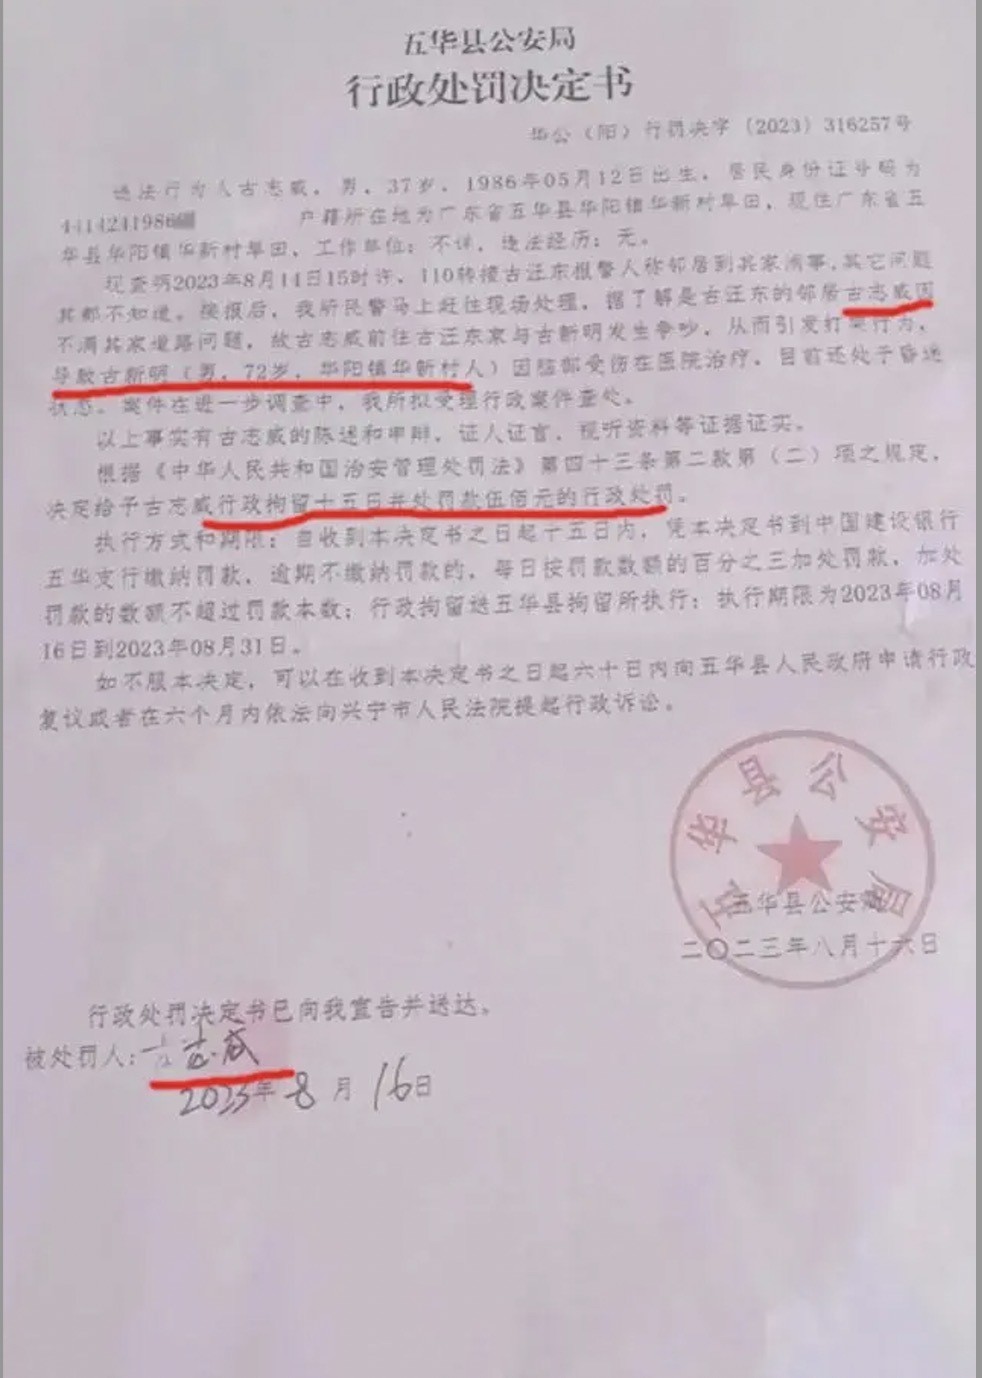 五华县公安局
行政处罚决定书
华公（阳）行罚决字〔2023〕316257号
违法行为人古志威，男，37岁，1986年05月12日出生，居民身份证号码为
4414241986 户籍所在地为广东省五华县华阳镇华新村旱田，现住广东省五
华县华阳镇华新村旱田，工作单位：不详，违法经历：无。
现查明2023年8月14日15时许，110转接古迁东报警人称邻居到其家闹事，其它问题
其都不知道。接报后，我所民警马上赶往现场处理，据了解是古迁东的邻居古志威因
不满其家道路问题，故古志威前往古迁东家与古新明发生争吵，从而引发打架行为，
导致古新明（男，72岁，华阳镇华新村人）因脑部受伤在医院治疗，目前还处于昏迷
状态。案件在进一步调查中，我所拟受理行政案件查处。
以上事实有古志威的陈述和申辩，证人证言，视听资料等证据证实。
根据《中华人民共和国治安管理处罚法》第四十三条第二款第（二）项之规定，
决定给予古志威行政拘留十五日并处罚款伍佰元的行政处罚。
执行方式和期限：自收到本决定书之日起十五日内，凭本决定书到中国建设银行
五华支行缴纳罚款，逾期不缴纳罚款的，每日按罚款数额的百分之三加处罚款，加处
罚款的数额不超过罚款本数；行政拘留送五华县拘留所执行；执行期限为2023年08月
16日到2023年08月31日。
如不服本决定，可以在收到本决定书之日起六十日内向五华县人民政府申请行政
复议或者在六个月内依法向兴宁市人民法院提起行政诉讼。
五华县公安局
五华县公安局
二〇二三年八月十六日
行政处罚决定书已向我宣告并送达。
被处罚人：古志威
2023年8月16日